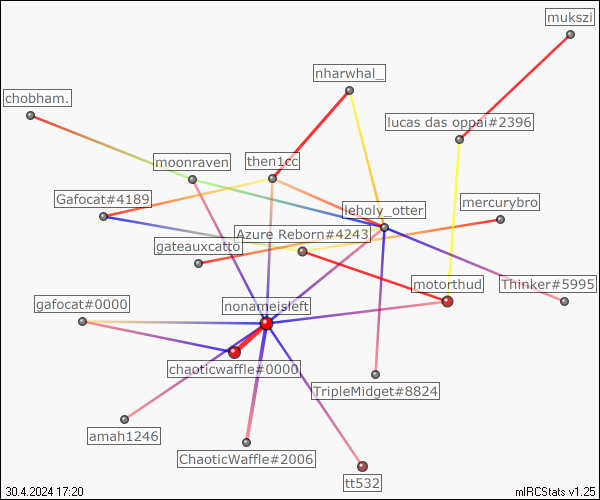 mukszi
nharwhal_
chobham.
lucas das oppai#2396
moonraven
then1cc
Gafocat#4189
mercurybro
leholy_otter
Azure Reborn#4243
gateauxcatto
motorthud
Thinker#5995
gafocat#0000
nonameisleft
chaoticwaffle#0000
TripleMidget#8824
amah1246
ChaoticWaffle#2006
tt532
30.4.2024 17:20
mIRCStats v1.25